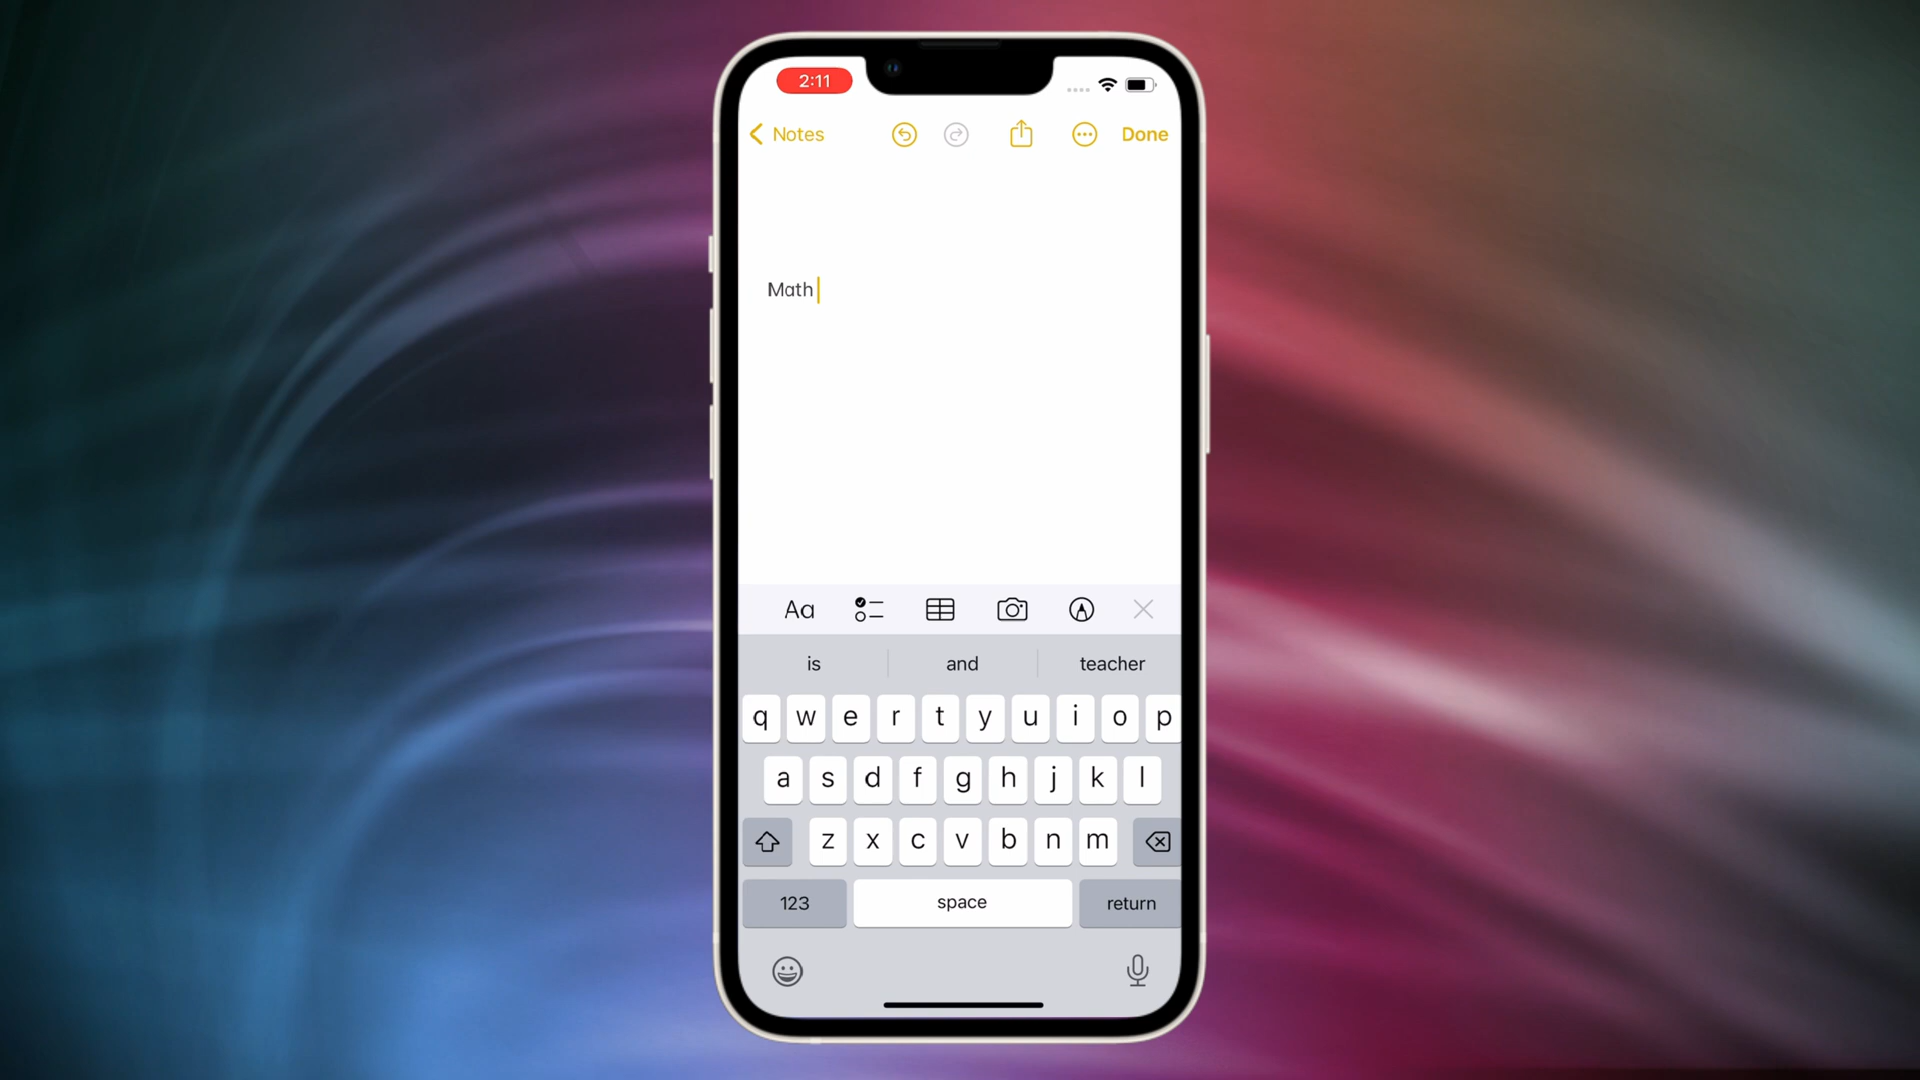 2:11
Notes Done
Math
Aa
is and teacher
q w e r t y u i o p
a s d f g h j k l
z x c v b n m
123 space return